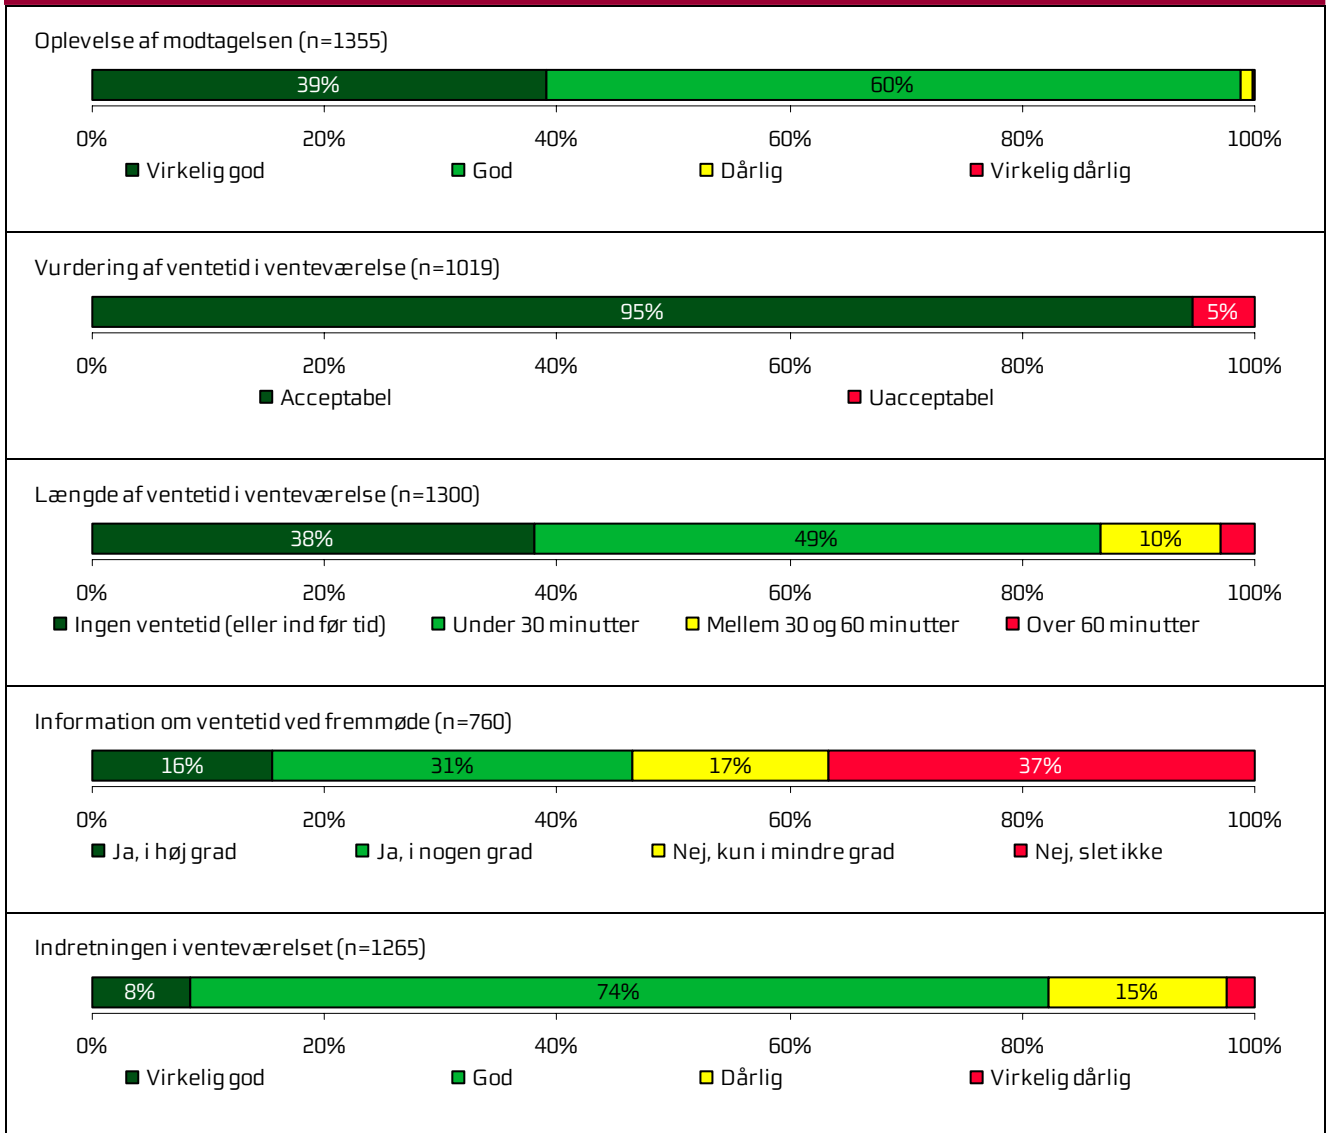 Oplevelse af modtagelsen (n=1355)
39% 60%
0% 20% 40% 60% 80% 100%
Virkelig god God Dårlig Virkelig dårlig
Vurdering af ventetid i venteværelse (n=1019)
95% 5%
0% 20% 40% 60% 80% 100%
Acceptabel Uacceptabel
Længde af ventetid i venteværelse (n=1300)
38% 49% 10%
0% 20% 40% 60% 80% 100%
Ingen ventetid (eller ind før tid) Under 30 minutter Mellem 30 og 60 minutter Over 60 minutter
Information om ventetid ved fremmøde (n=760)
16% 31% 17% 37%
0% 20% 40% 60% 80% 100%
Ja, i høj grad Ja, i nogen grad Nej, kun i mindre grad Nej, slet ikke
Indretningen i venteværelset (n=1265)
8% 74% 15%
0% 20% 40% 60% 80% 100%
Virkelig god God Dårlig Virkelig dårlig